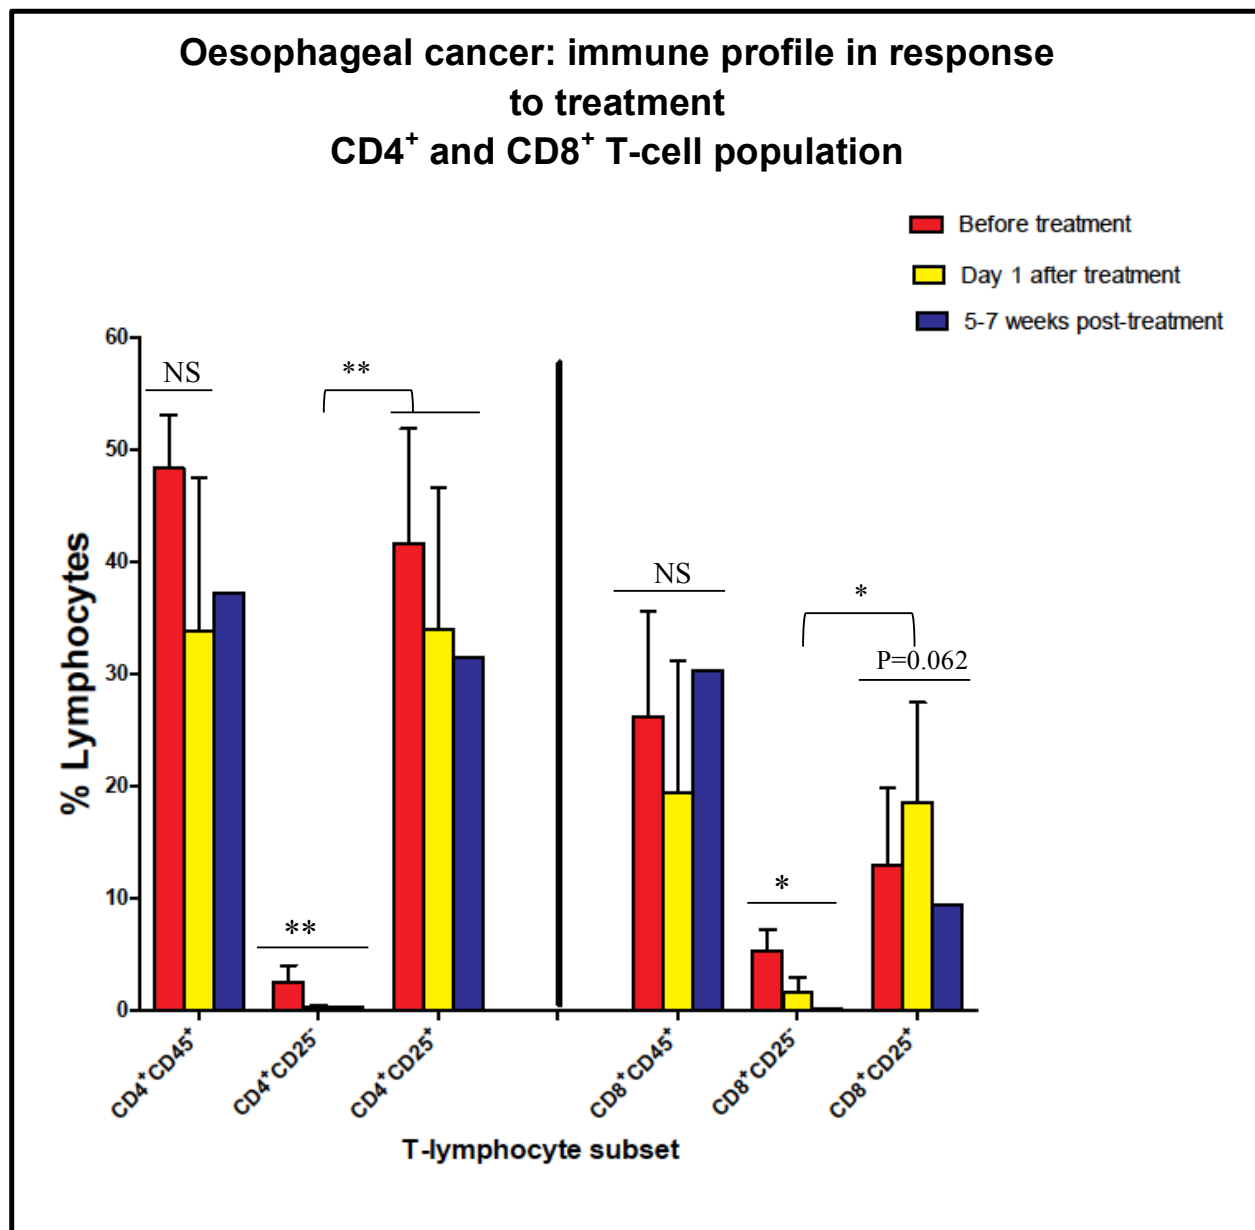 Oesophageal cancer: immune profile in response
to treatment
CD4⁺ and CD8⁺ T-cell population
Before treatment
Day 1 after treatment
5-7 weeks post-treatment
% Lymphocytes
60
50
40
30
20
10
0
NS
**
**
NS
*
*
P=0.062
CD4⁺CD45⁺
CD4⁺CD25⁻
CD4⁺CD25⁺
CD8⁺CD45⁺
CD8⁺CD25⁻
CD8⁺CD25⁺
T-lymphocyte subset